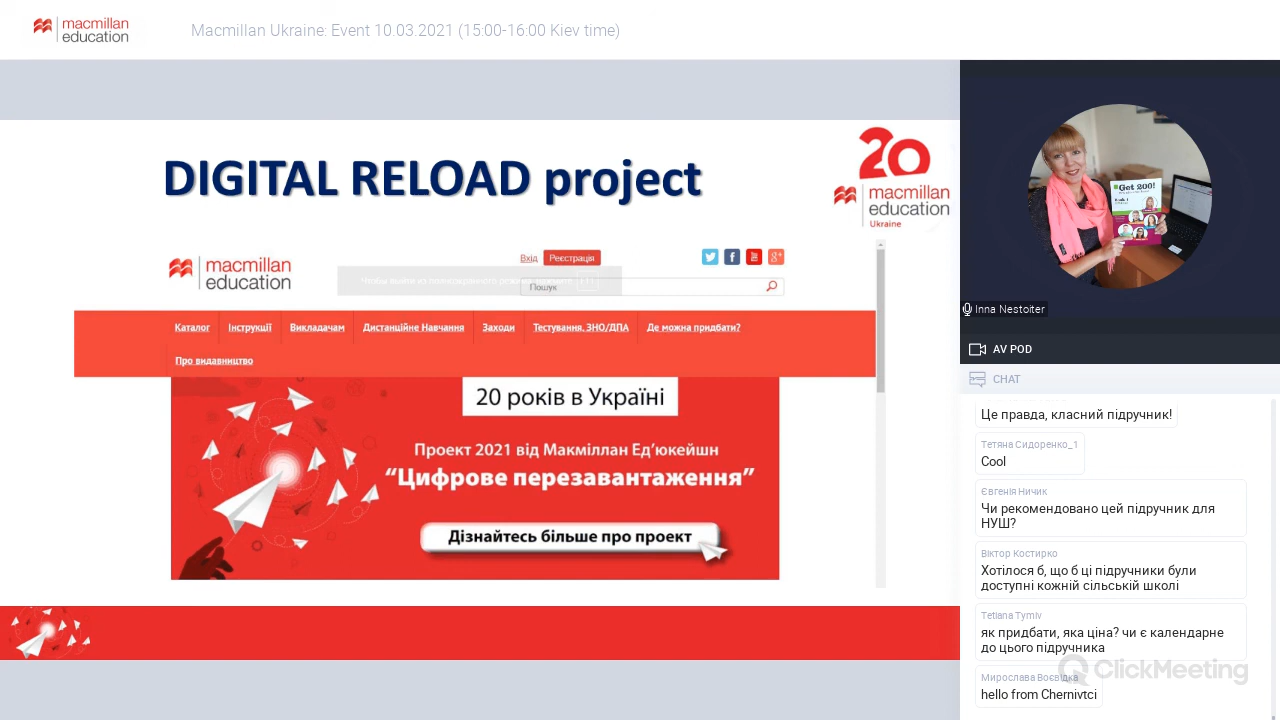 macmillan
education
Macmillan Ukraine: Event 10.03.2021 (15:00-16:00 Kiev time)
DIGITAL RELOAD project
20
macmillan
education
Ukraine
macmillan
education
Вхід
Реєстрація
Пошук
Каталог
Інструкції
Викладачам
Дистанційне Навчання
Заходи
Тестування, ЗНО/ДПА
Де можна придбати?
Про видавництво
20 років в Україні
Проект 2021 від Макміллан Ед’юкейшн
“Цифрове перезавантаження”
Дізнайтесь більше про проект
Get 200!
Inna Nestoiter
AV POD
CHAT
Це правда, класний підручник!
Тетяна Сидоренко_1
Cool
Євгенія Ничик
Чи рекомендовано цей підручник для
НУШ?
Віктор Костирко
Хотілося б, що б ці підручники були
доступні кожній сільській школі
Tetiana Tymiv
як придбати, яка ціна? чи є календарне
до цього підручника
ClickMeeting
Мирослава Воєвідка
hello from Chernivtci